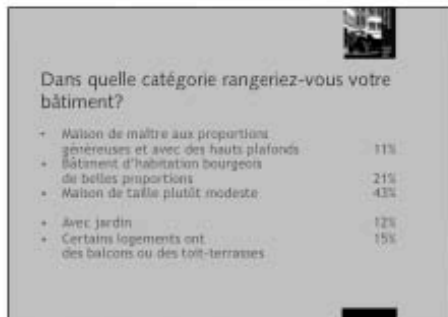 Dans quelle catégorie rangeriez-vous votre
bâtiment?
• Maison de maître aux proportions
généreuses et avec des hauts plafonds 11%
• Bâtiment d'habitation bourgeois
de belles proportions 21%
• Maison de taille plutôt modeste 43%
• Avec jardin 12%
• Certains logements ont 15%
des balcons ou des toit-terrasses